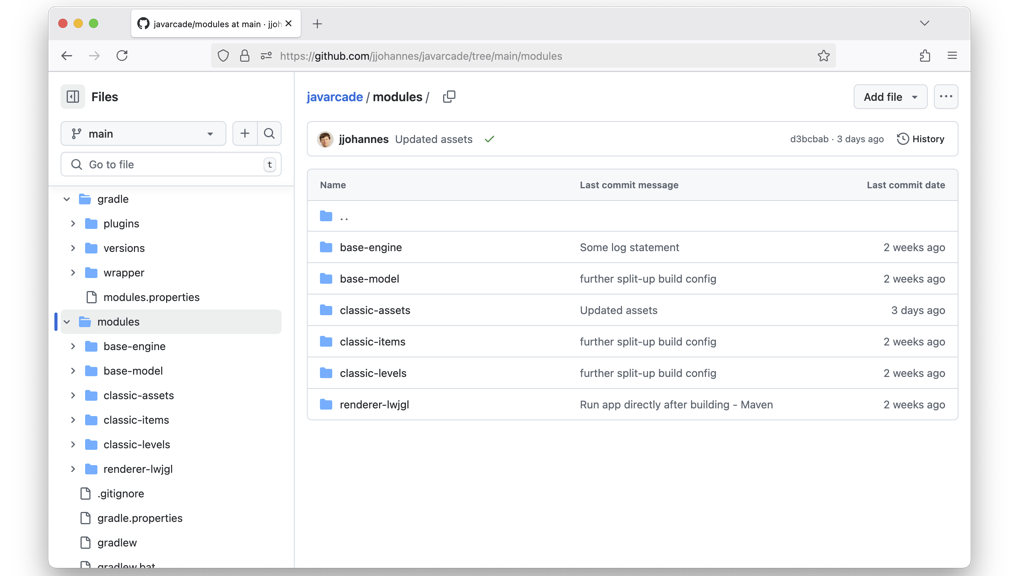 javarcade/modules at main · jjoh
https://github.com/jjohannes/javarcade/tree/main/modules
Files
main
Go to file
t
gradle
plugins
versions
wrapper
modules.properties
modules
base-engine
base-model
classic-assets
classic-items
classic-levels
renderer-lwjgl
.gitignore
gradle.properties
gradlew
gradlew.bat
javarcade / modules /
Add file
jjohannes Updated assets
d3bcbab · 3 days ago
History
Name Last commit message Last commit date
..
base-engine Some log statement 2 weeks ago
base-model further split-up build config 2 weeks ago
classic-assets Updated assets 3 days ago
classic-items further split-up build config 2 weeks ago
classic-levels further split-up build config 2 weeks ago
renderer-lwjgl Run app directly after building - Maven 2 weeks ago